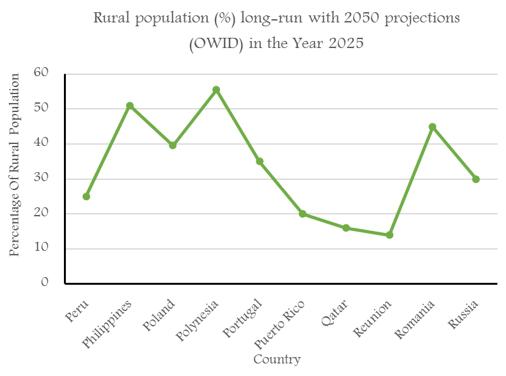 Rural population (%) long-run with 2050 projections
(OWID) in the Year 2025
Percentage Of Rural Population
60
50
40
30
20
10
0
Peru
Philippines
Poland
Polynesia
Portugal
Puerto Rico
Qatar
Reunion
Romania
Russia
Country